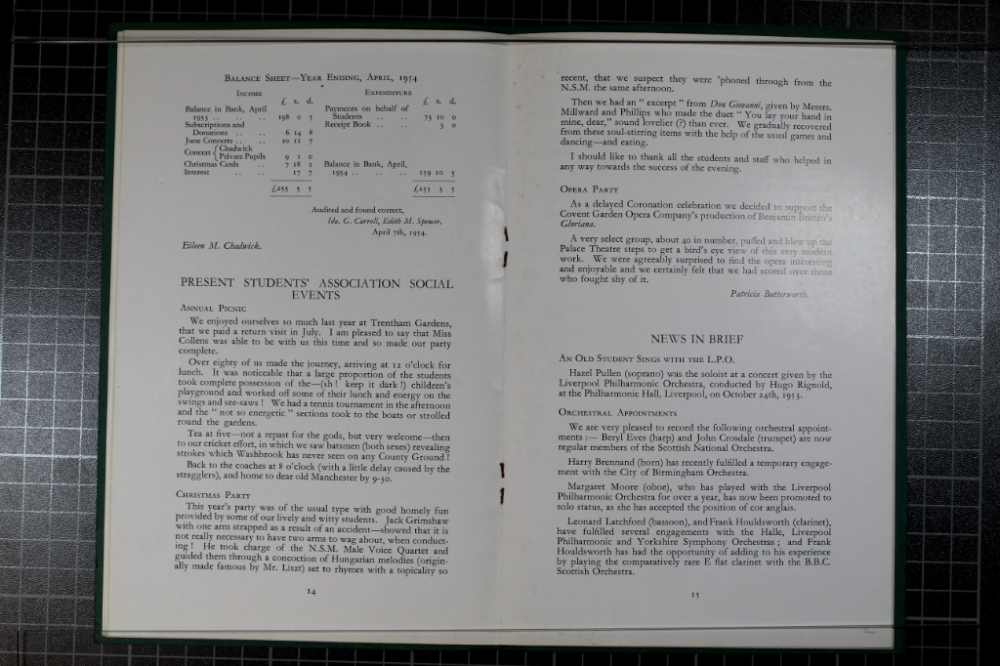 BALANCE SHEET—YEAR ENDING, APRIL, 1954
INCOME
£ s. d.
Balance in Bank, April
1953 .. .. .. 198 0 5
Subscriptions and
Donations .. .. 6 14 8
June Concerts .. .. 10 11 7
Concert { Chadwick
Private Pupils 9 1 0
Christmas Cards .. 7 18 2
Interest .. .. 17 7
£233 3 5
EXPENDITURE
£ s. d.
Payments on behalf of
Students .. .. 73 10 0
Receipt Book .. .. 3 0
Balance in Bank, April,
1954 .. .. .. 159 10 5
£233 3 5
Audited and found correct,
Ida. G. Carroll, Edith M. Spencer.
April 7th, 1954.
Eileen M. Chadwick.
PRESENT STUDENTS' ASSOCIATION SOCIAL
EVENTS
ANNUAL PICNIC
We enjoyed ourselves so much last year at Trentham Gardens,
that we paid a return visit in July. I am pleased to say that Miss
Collens was able to be with us this time and so made our party
complete.
Over eighty of us made the journey, arriving at 12 o'clock for
lunch. It was noticeable that a large proportion of the students
took complete possession of the—(sh! keep it dark!) children's
playground and worked off some of their lunch and energy on the
swings and see-saws! We had a tennis tournament in the afternoon
and the " not so energetic " sections took to the boats or strolled
round the gardens.
Tea at five—not a repast for the gods, but very welcome—then
to our cricket effort, in which we saw batsmen (both sexes) revealing
strokes which Washbrook has never seen on any County Ground!
Back to the coaches at 8 o'clock (with a little delay caused by the
stragglers), and home to dear old Manchester by 9-30.
CHRISTMAS PARTY
This year's party was of the usual type with good homely fun
provided by some of our lively and witty students. Jack Grimshaw
with one arm strapped as a result of an accident—showed that it is
not really necessary to have two arms to wag about, when conduct-
ing! He took charge of the N.S.M. Male Voice Quartet and
guided them through a concoction of Hungarian melodies (origin-
ally made famous by Mr. Liszt) set to rhymes with a topicality so
14
recent, that we suspect they were 'phoned through from the
N.S.M. the same afternoon.
Then we had an " excerpt " from Don Giovanni, given by Messrs.
Millward and Phillips who made the duet " You lay your hand in
mine, dear," sound lovelier (?) than ever. We gradually recovered
from these soul-stirring items with the help of the usual games and
dancing—and eating.
I should like to thank all the students and staff who helped in
any way towards the success of the evening.
OPERA PARTY
As a delayed Coronation celebration we decided to support the
Covent Garden Opera Company's production of Benjamin Britten's
Gloriana.
A very select group, about 40 in number, puffed and blew up the
Palace Theatre steps to get a bird's eye view of this very modern
work. We were agreeably surprised to find the opera interesting
and enjoyable and we certainly felt that we had scored over those
who fought shy of it.
Patricia Butterworth.
NEWS IN BRIEF
AN OLD STUDENT SINGS WITH THE L.P.O.
Hazel Pullen (soprano) was the soloist at a concert given by the
Liverpool Philharmonic Orchestra, conducted by Hugo Rignold,
at the Philharmonic Hall, Liverpool, on October 24th, 1953.
ORCHESTRAL APPOINTMENTS
We are very pleased to record the following orchestral appoint-
ments :— Beryl Eves (harp) and John Crosdale (trumpet) are now
regular members of the Scottish National Orchestra.
Harry Brennand (horn) has recently fulfilled a temporary engage-
ment with the City of Birmingham Orchestra.
Margaret Moore (oboe), who has played with the Liverpool
Philharmonic Orchestra for over a year, has now been promoted to
solo status, as she has accepted the position of cor anglais.
Leonard Latchford (bassoon), and Frank Houldsworth (clarinet),
have fulfilled several engagements with the Halle, Liverpool
Philharmonic and Yorkshire Symphony Orchestras ; and Frank
Houldsworth has had the opportunity of adding to his experience
by playing the comparatively rare E flat clarinet with the B.B.C.
Scottish Orchestra.
15